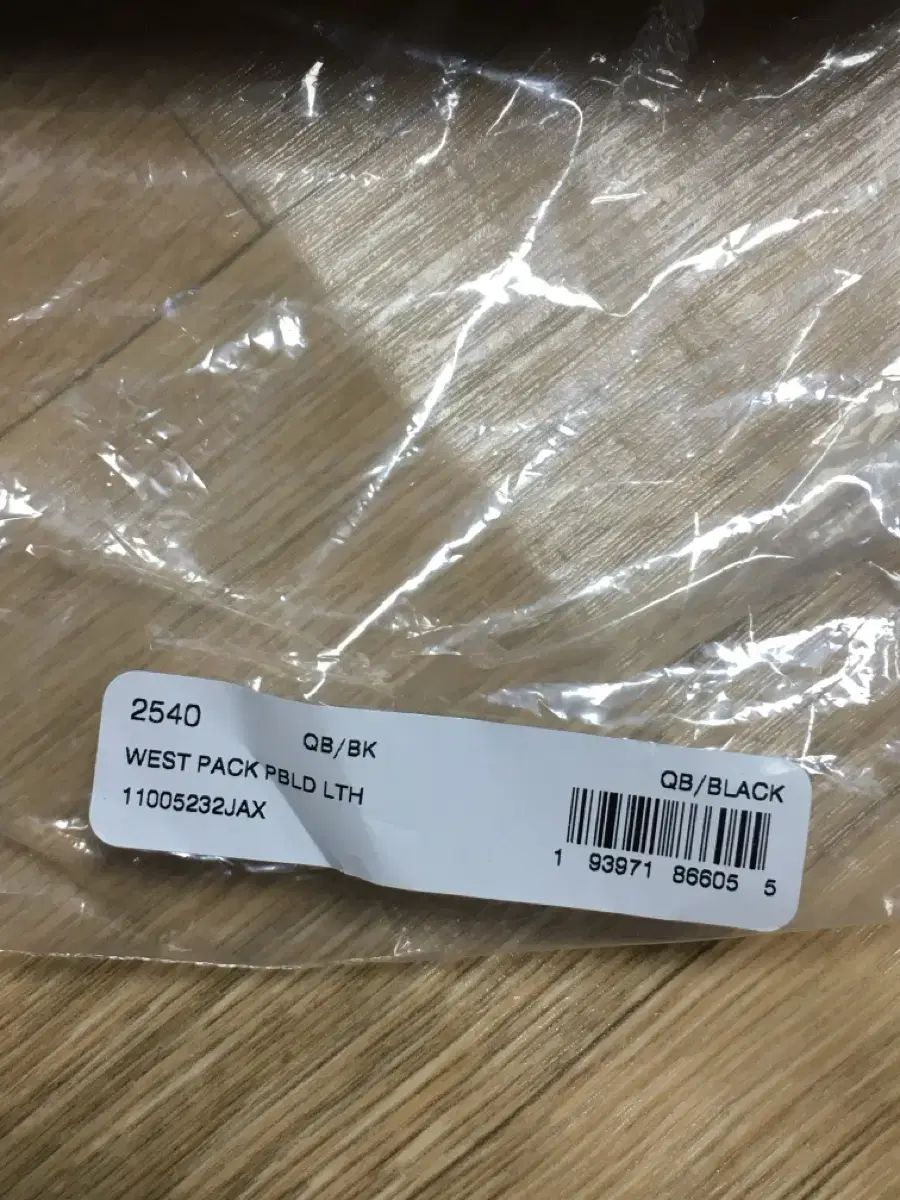 2540
QB/BK
WEST PACK PBLD LTH
11005232JAX
QB/BLACK
1 93971 86605 5